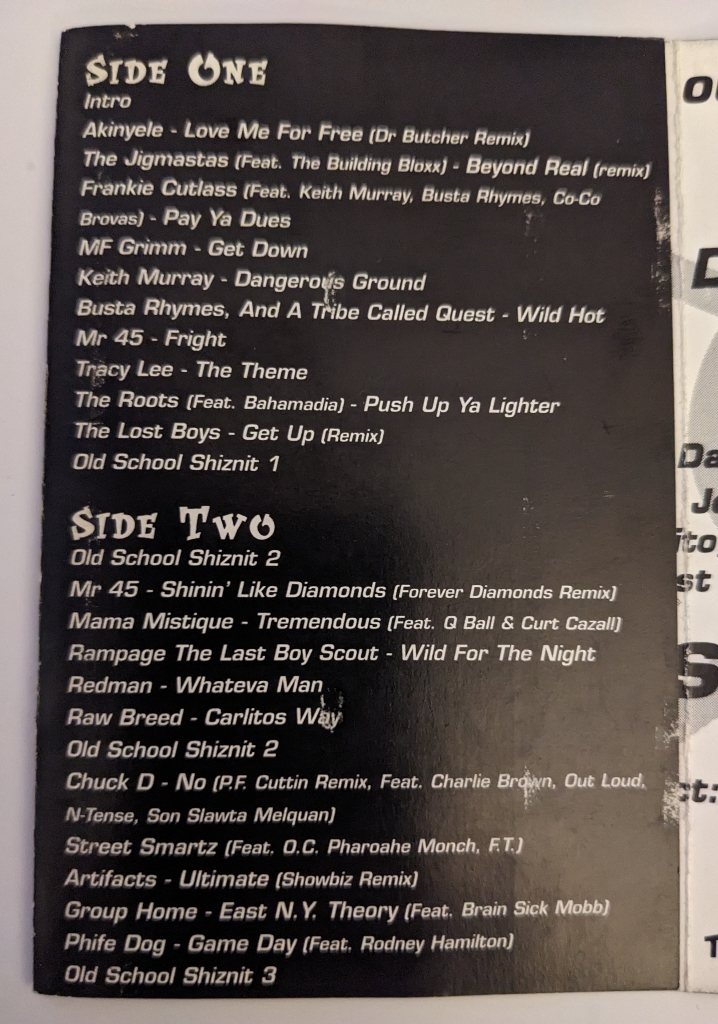 SIDE ONE
Intro
Akinyele - Love Me For Free (Dr Butcher Remix)
The Jigmastas (Feat. The Building Bloxx) - Beyond Real (remix)
Frankie Cutlass (Feat. Keith Murray, Busta Rhymes, Co-Co
Brovas) - Pay Ya Dues
MF Grimm - Get Down
Keith Murray - Dangerous Ground
Busta Rhymes, And A Tribe Called Quest - Wild Hot
Mr 45 - Fright
Tracy Lee - The Theme
The Roots (Feat. Bahamadia) - Push Up Ya Lighter
The Lost Boys - Get Up (Remix)
Old School Shiznit 1
SIDE TWO
Old School Shiznit 2
Mr 45 - Shinin' Like Diamonds (Forever Diamonds Remix)
Mama Mistique - Tremendous (Feat. Q Ball & Curt Cazall)
Rampage The Last Boy Scout - Wild For The Night
Redman - Whateva Man
Raw Breed - Carlitos Way
Old School Shiznit 2
Chuck D - No (P.F. Cuttin Remix, Feat. Charlie Brown, Out Loud,
N-Tense, Son Slawta Melquan)
Street Smartz (Feat. O.C. Pharoahe Monch, F.T.)
Artifacts - Ultimate (Showbiz Remix)
Group Home - East N.Y. Theory (Feat. Brain Sick Mobb)
Phife Dog - Game Day (Feat. Rodney Hamilton)
Old School Shiznit 3